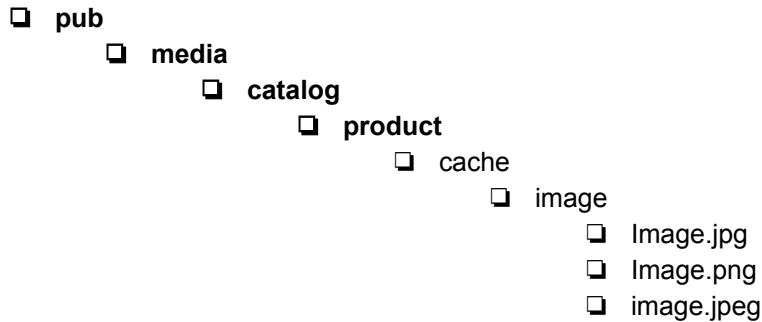 ❏ pub
❏ media
❏ catalog
❏ product
❏ cache
❏ image
❏ Image.jpg
❏ Image.png
❏ image.jpeg